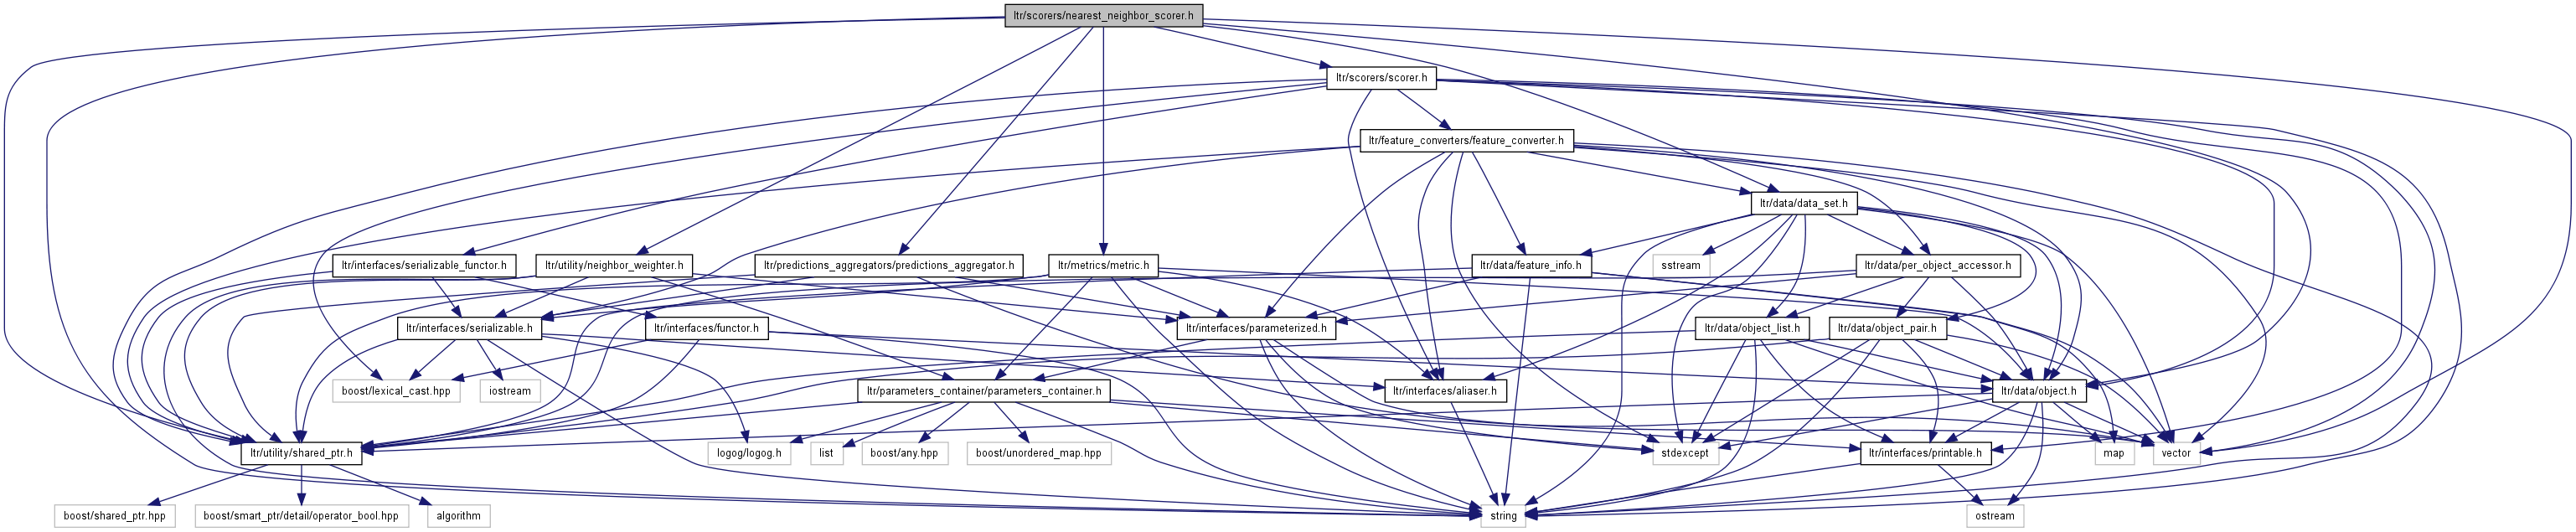 ltr/scorers/nearest_neighbor_scorer.h
ltr/scorers/scorer.h
ltr/feature_converters/feature_converter.h
ltr/data/data_set.h
ltr/interfaces/serializable_functor.h
ltr/utility/neighbor_weighter.h
ltr/predictions_aggregators/predictions_aggregator.h
ltr/metrics/metric.h
ltr/data/feature_info.h
sstream
ltr/data/per_object_accessor.h
ltr/interfaces/serializable.h
ltr/interfaces/functor.h
ltr/interfaces/parameterized.h
ltr/data/object_list.h
ltr/data/object_pair.h
boost/lexical_cast.hpp
iostream
ltr/parameters_container/parameters_container.h
ltr/interfaces/aliaser.h
ltr/data/object.h
ltr/utility/shared_ptr.h
logog/logog.h
list
boost/any.hpp
boost/unordered_map.hpp
stdexcept
ltr/interfaces/printable.h
map
vector
boost/shared_ptr.hpp
boost/smart_ptr/detail/operator_bool.hpp
algorithm
string
ostream